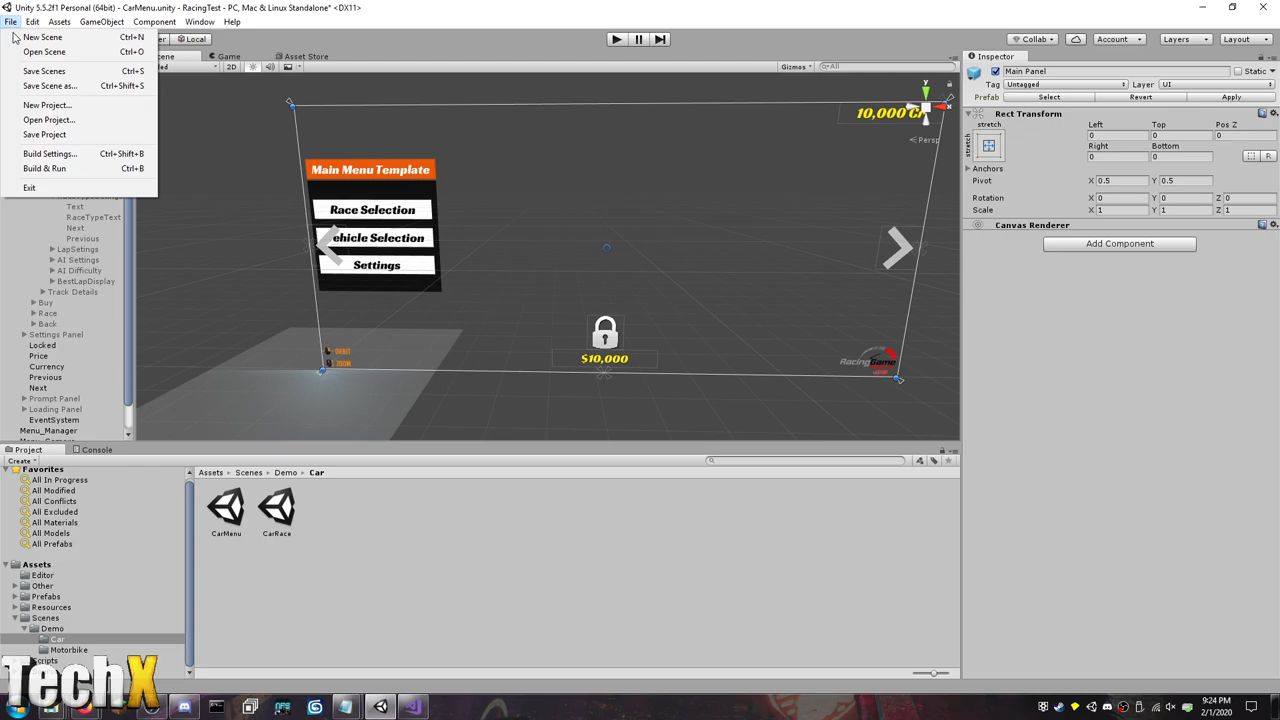 Unity 5.5.2f1 Personal (64bit) - CarMenu.unity - RacingTest - PC, Mac & Linux Standalone* <DX11>
File Edit Assets GameObject Component Window Help
New Scene Ctrl+N
Open Scene Ctrl+O
Save Scenes Ctrl+S
Save Scene as... Ctrl+Shift+S
New Project...
Open Project...
Save Project
Build Settings... Ctrl+Shift+B
Build & Run Ctrl+B
Exit
Local
Collab Account Layers Layout
Game Asset Store
2D Gizmos All
y
Persp
10,000
Main Menu Template
Race Selection
ehicle Selection
Settings
$10,000
ORBIT
ZOOM
RacingGame
Text
RaceTypeText
Next
Previous
LapSetings
AI Settings
AI Difficulty
BestLapDisplay
Track Details
Buy
Race
Back
Settings Panel
Locked
Price
Currency
Previous
Next
Prompt Panel
Loading Panel
EventSystem
Menu_Manager
Inspector
Main Panel Static
Tag Untagged Layer UI
Prefab Select Revert Apply
Rect Transform
stretch Left Top Pos Z
stretch 0 0 0
Right Bottom
0 0 R
Anchors
Pivot X 0.5 Y 0.5
Rotation X 0 Y 0 Z 0
Scale X 1 Y 1 Z 1
Canvas Renderer
Add Component
Project Console
Create
Favorites
All In Progress
All Modified
All Conflicts
All Excluded
All Materials
All Models
All Prefabs
Assets
Editor
Other
Prefabs
Resources
Scenes
Demo
Car
Motorbike
Scripts
Assets Scenes Demo Car
CarMenu CarRace
TechX
9:24 PM
2/1/2020